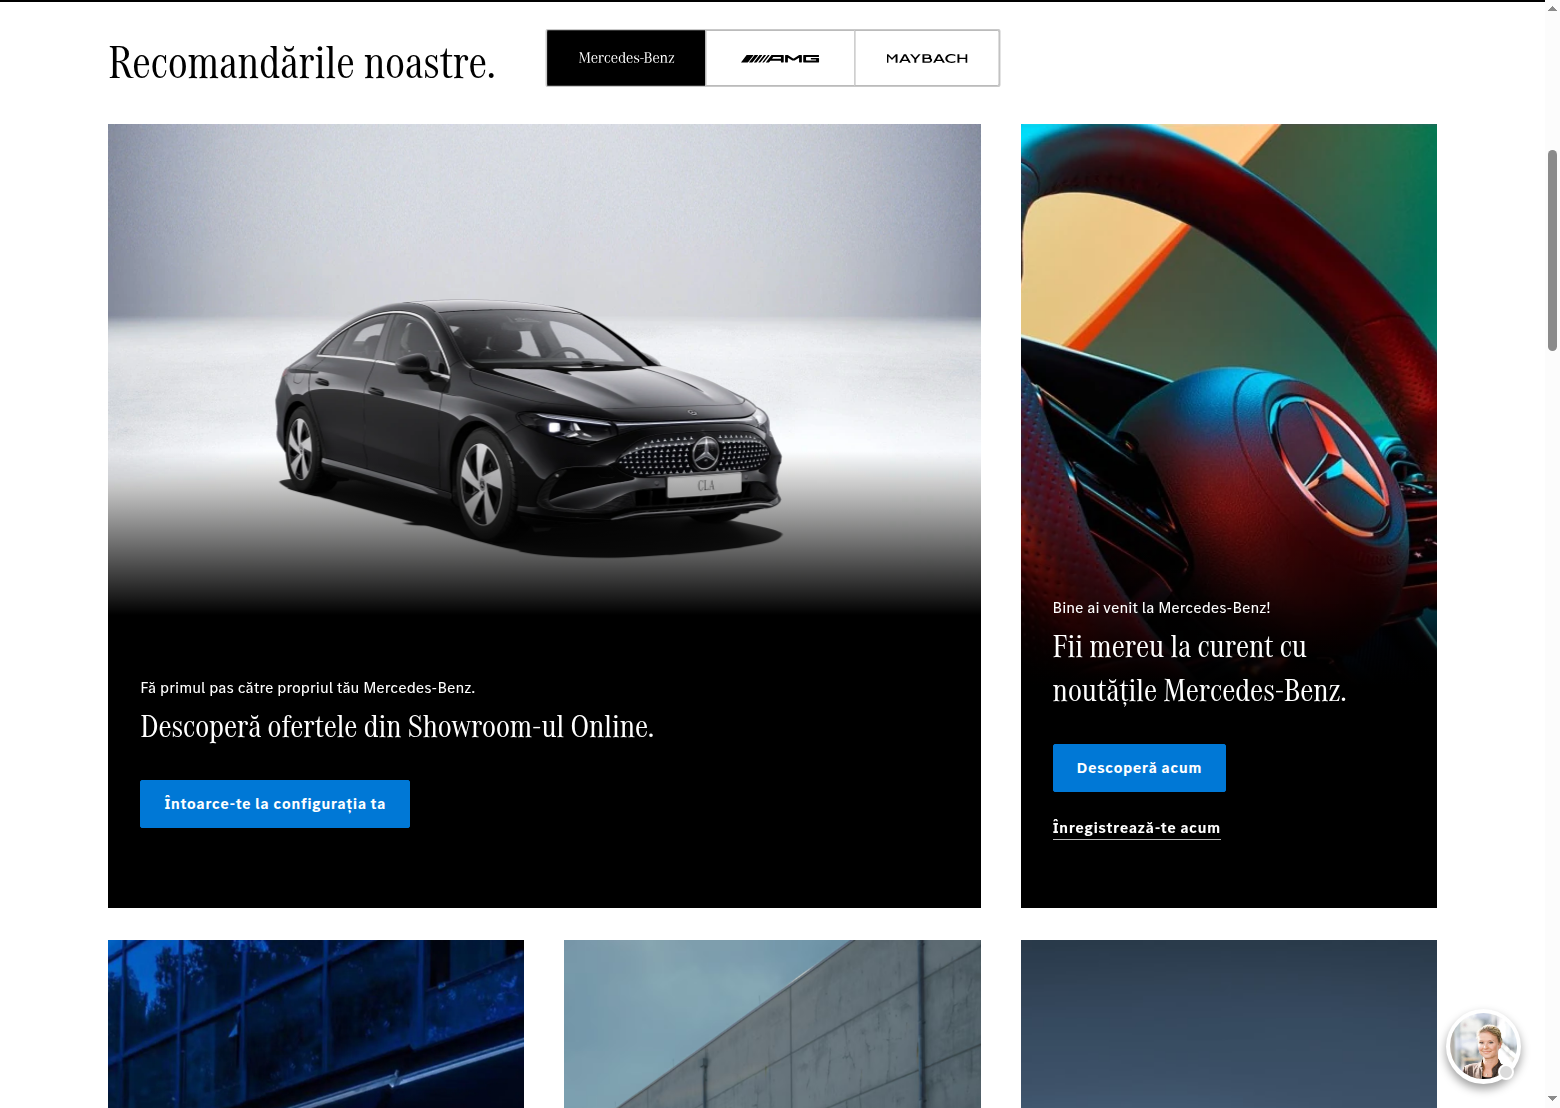 Recomandările noastre.
Mercedes-Benz
AMG
MAYBACH
CLA
Fă primul pas către propriul tău Mercedes-Benz.
Descoperă ofertele din Showroom-ul Online.
Întoarce-te la configurația ta
Bine ai venit la Mercedes-Benz!
Fii mereu la curent cu
noutățile Mercedes-Benz.
Descoperă acum
Înregistrează-te acum